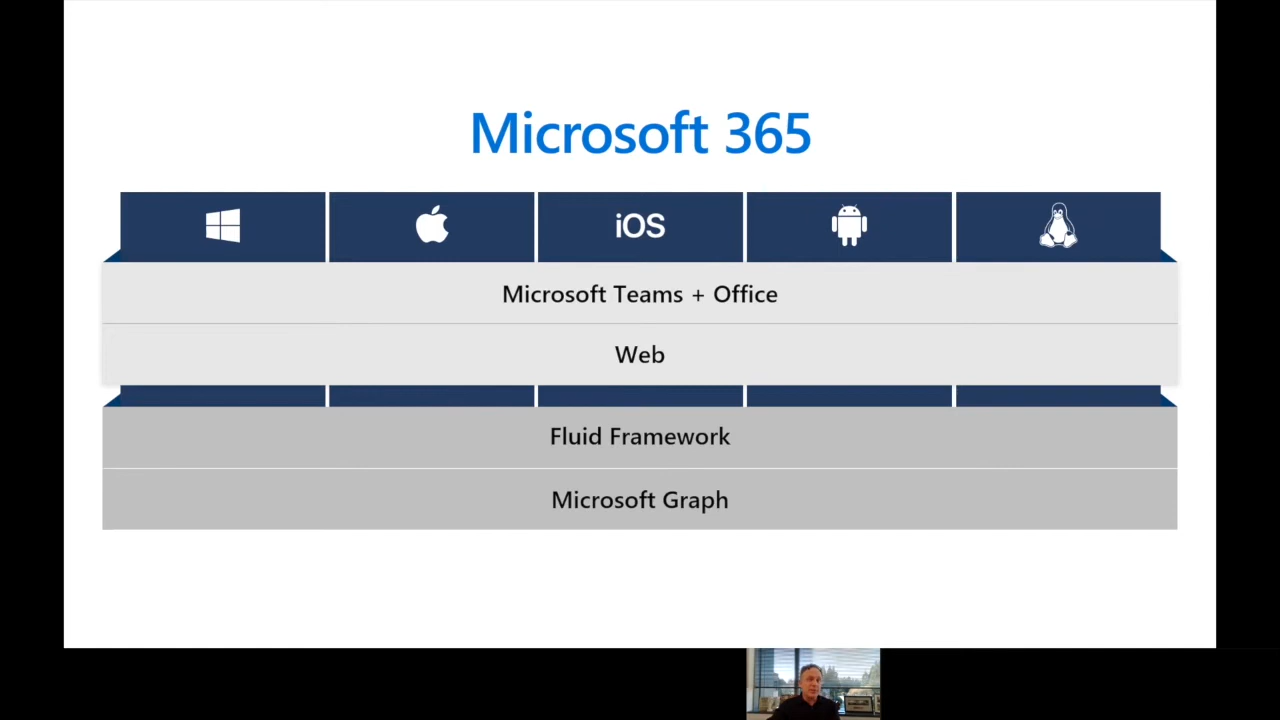 Microsoft 365
iOS
Microsoft Teams + Office
Web
Fluid Framework
Microsoft Graph